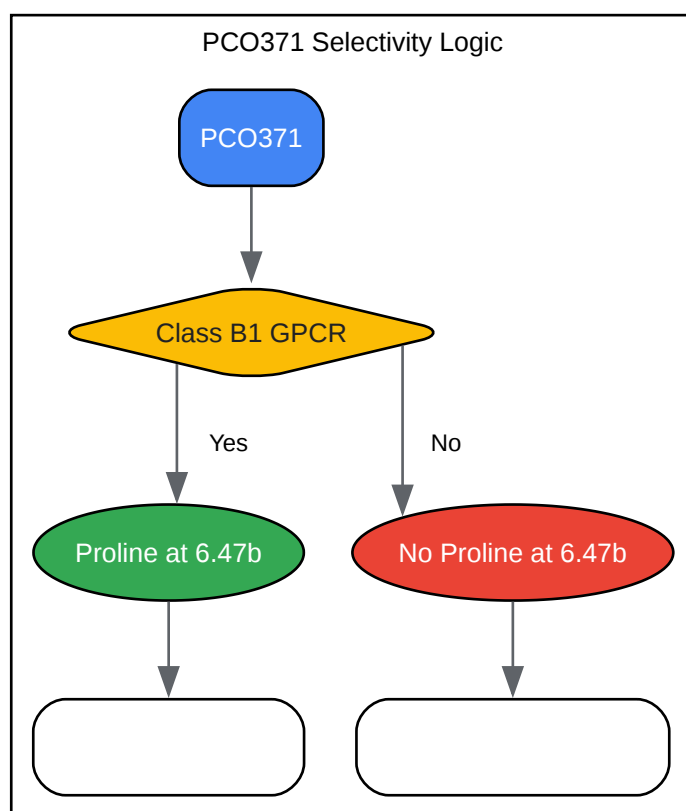 PCO371 Selectivity Logic
PCO371
Class B1 GPCR
Yes
No
Proline at 6.47b
No Proline at 6.47b